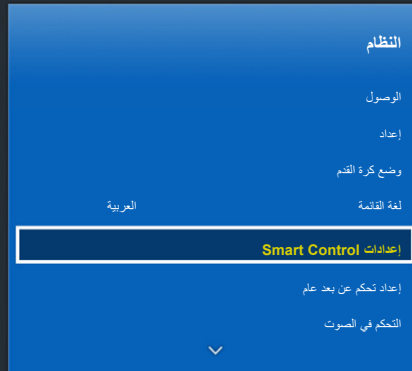 النظام
الوصول
إعداد
وضع كرة القدم
لغة القائمة العربية
إعدادات Smart Control
إعداد تحكم عن بعد عام
التحكم في الصوت